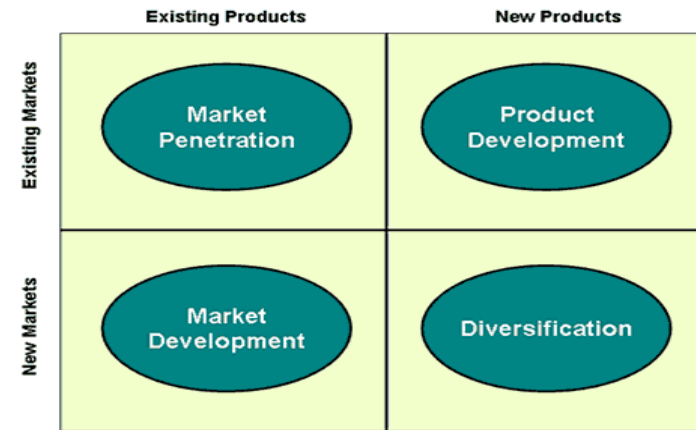 Existing Products
New Products
Existing Markets
Market
Penetration
Product
Development
New Markets
Market
Development
Diversification